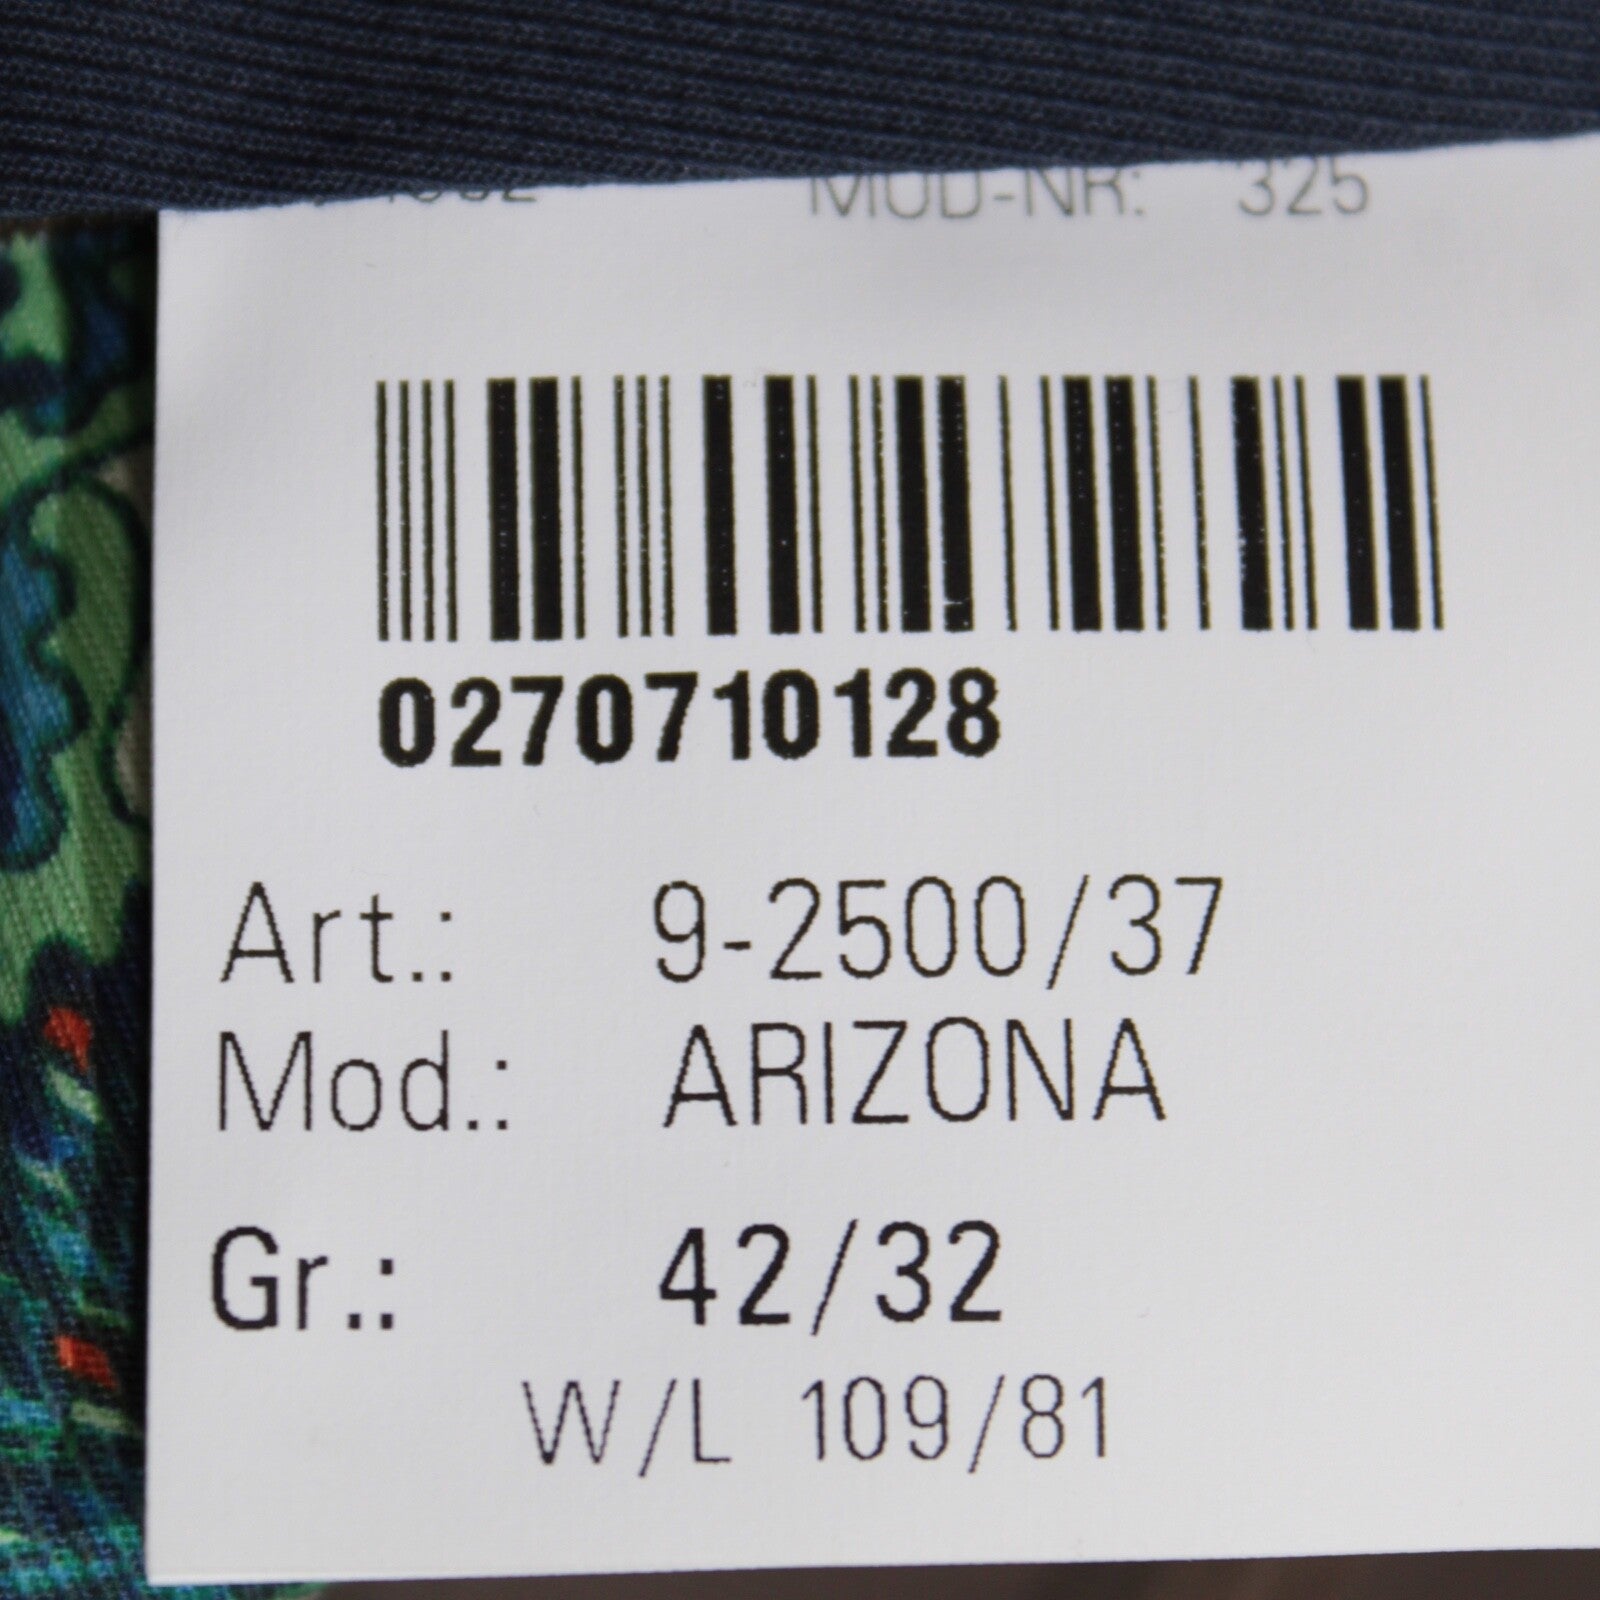 MOD-NR: 325
0270710128
Art.: 9-2500/37
Mod.: ARIZONA
Gr.: 42/32
W/L 109/81